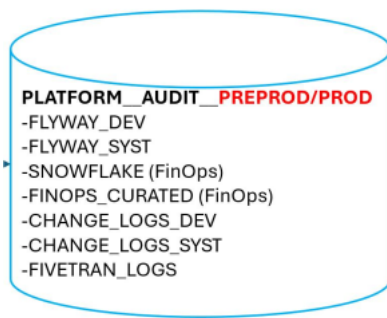 PLATFORM__AUDIT__PREPROD/PROD
-FLYWAY_DEV
-FLYWAY_SYST
-SNOWFLAKE (FinOps)
-FINOPS_CURATED (FinOps)
-CHANGE_LOGS_DEV
-CHANGE_LOGS_SYST
-FIVETRAN_LOGS